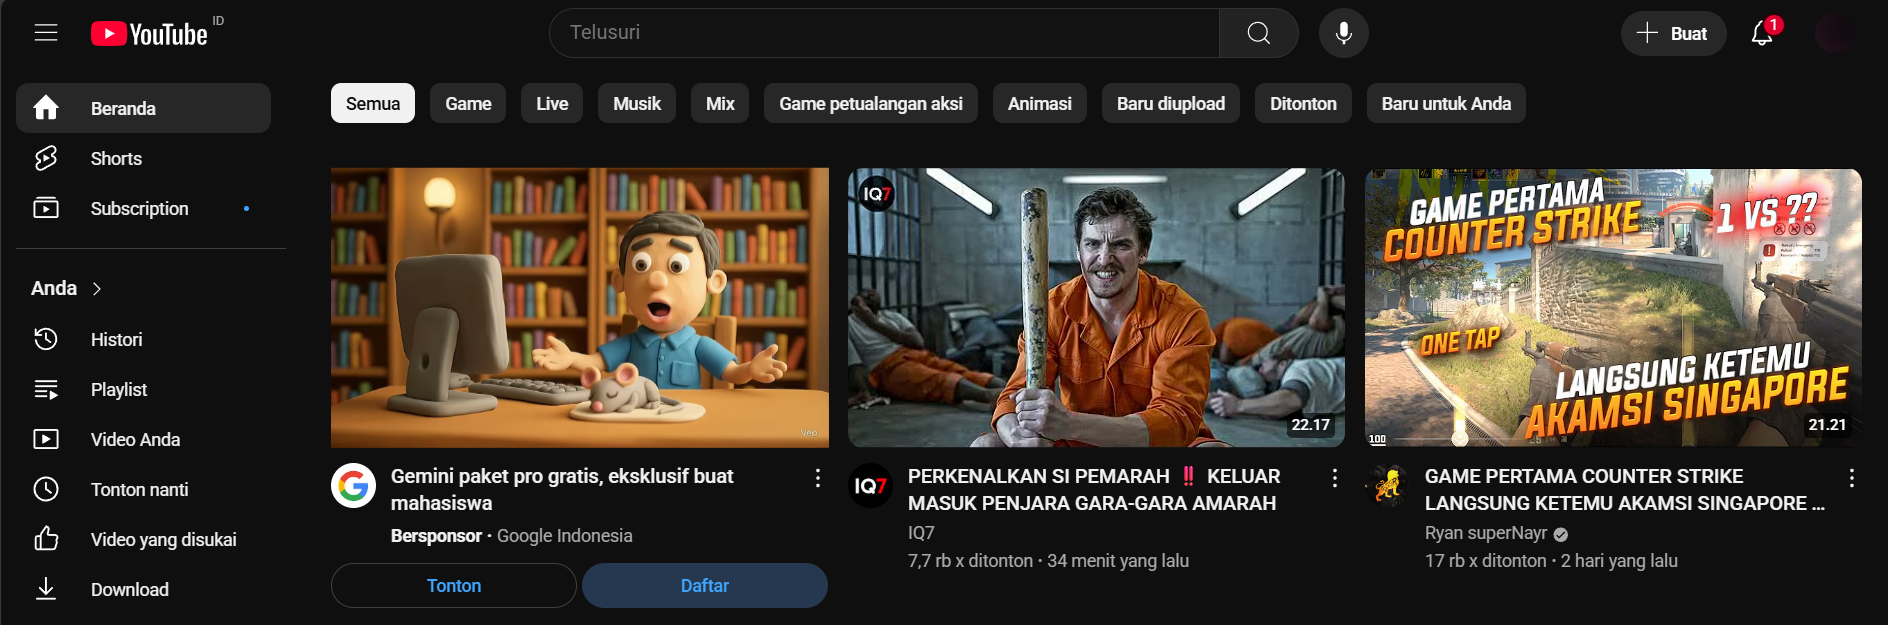 YouTube ID
Telusuri
Buat
1
Beranda
Shorts
Subscription
Anda
Histori
Playlist
Video Anda
Tonton nanti
Video yang disukai
Download
Semua
Game
Live
Musik
Mix
Game petualangan aksi
Animasi
Baru diupload
Ditonton
Baru untuk Anda
Veo
Gemini paket pro gratis, eksklusif buat
mahasiswa
Bersponsor · Google Indonesia
Tonton
Daftar
IQ7
22.17
IQ7
PERKENALKAN SI PEMARAH ‼️ KELUAR
MASUK PENJARA GARA-GARA AMARAH
IQ7
7,7 rb x ditonton · 34 menit yang lalu
GAME PERTAMA
COUNTER STRIKE
1 VS ??
ONE TAP
LANGSUNG KETEMU
AKAMSI SINGAPORE
100
21.21
GAME PERTAMA COUNTER STRIKE
LANGSUNG KETEMU AKAMSI SINGAPORE ...
Ryan superNayr
17 rb x ditonton · 2 hari yang lalu